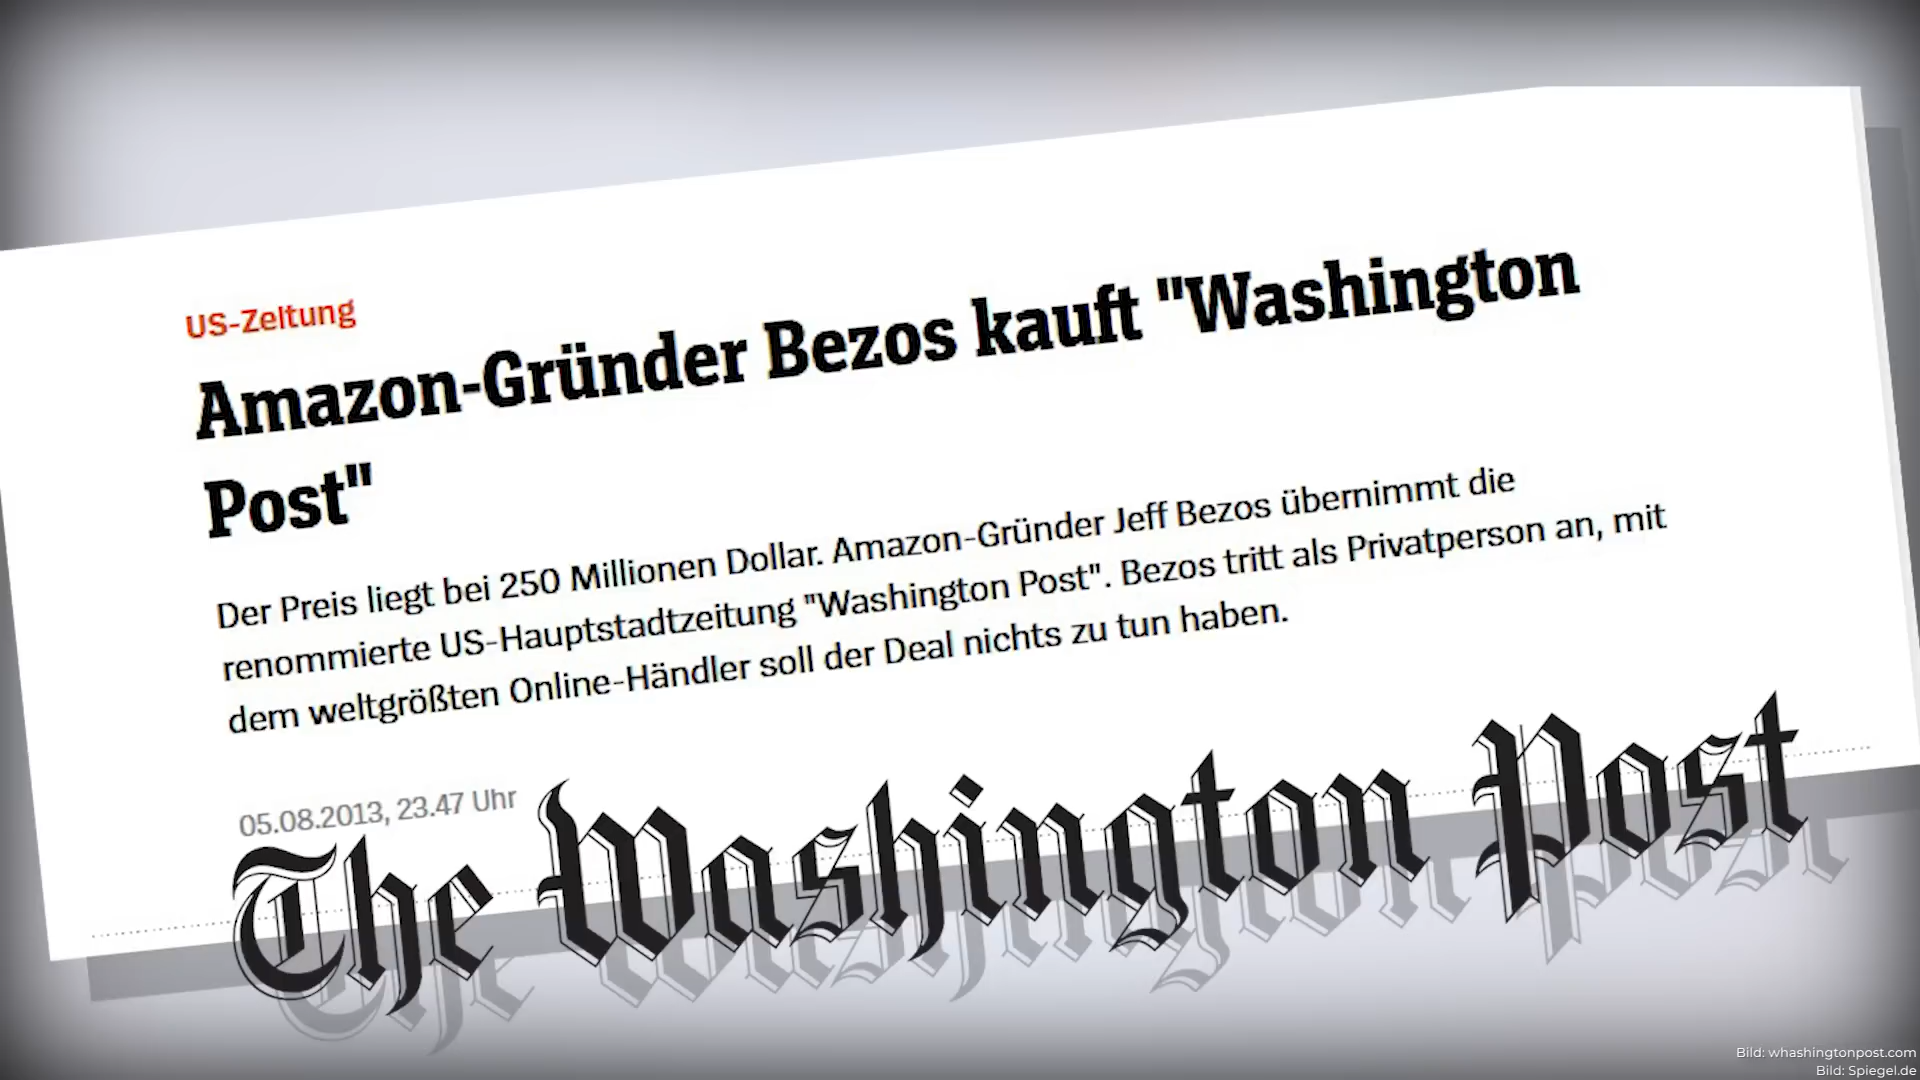 US-Zeitung
Amazon-Gründer Bezos kauft "Washington
Post"
Der Preis liegt bei 250 Millionen Dollar. Amazon-Gründer Jeff Bezos übernimmt die
renommierte US-Hauptstadtzeitung "Washington Post". Bezos tritt als Privatperson an, mit
dem weltgrößten Online-Händler soll der Deal nichts zu tun haben.
05.08.2013, 23.47 Uhr
The Washington Post
Bild: whashingtonpost.com
Bild: Spiegel.de